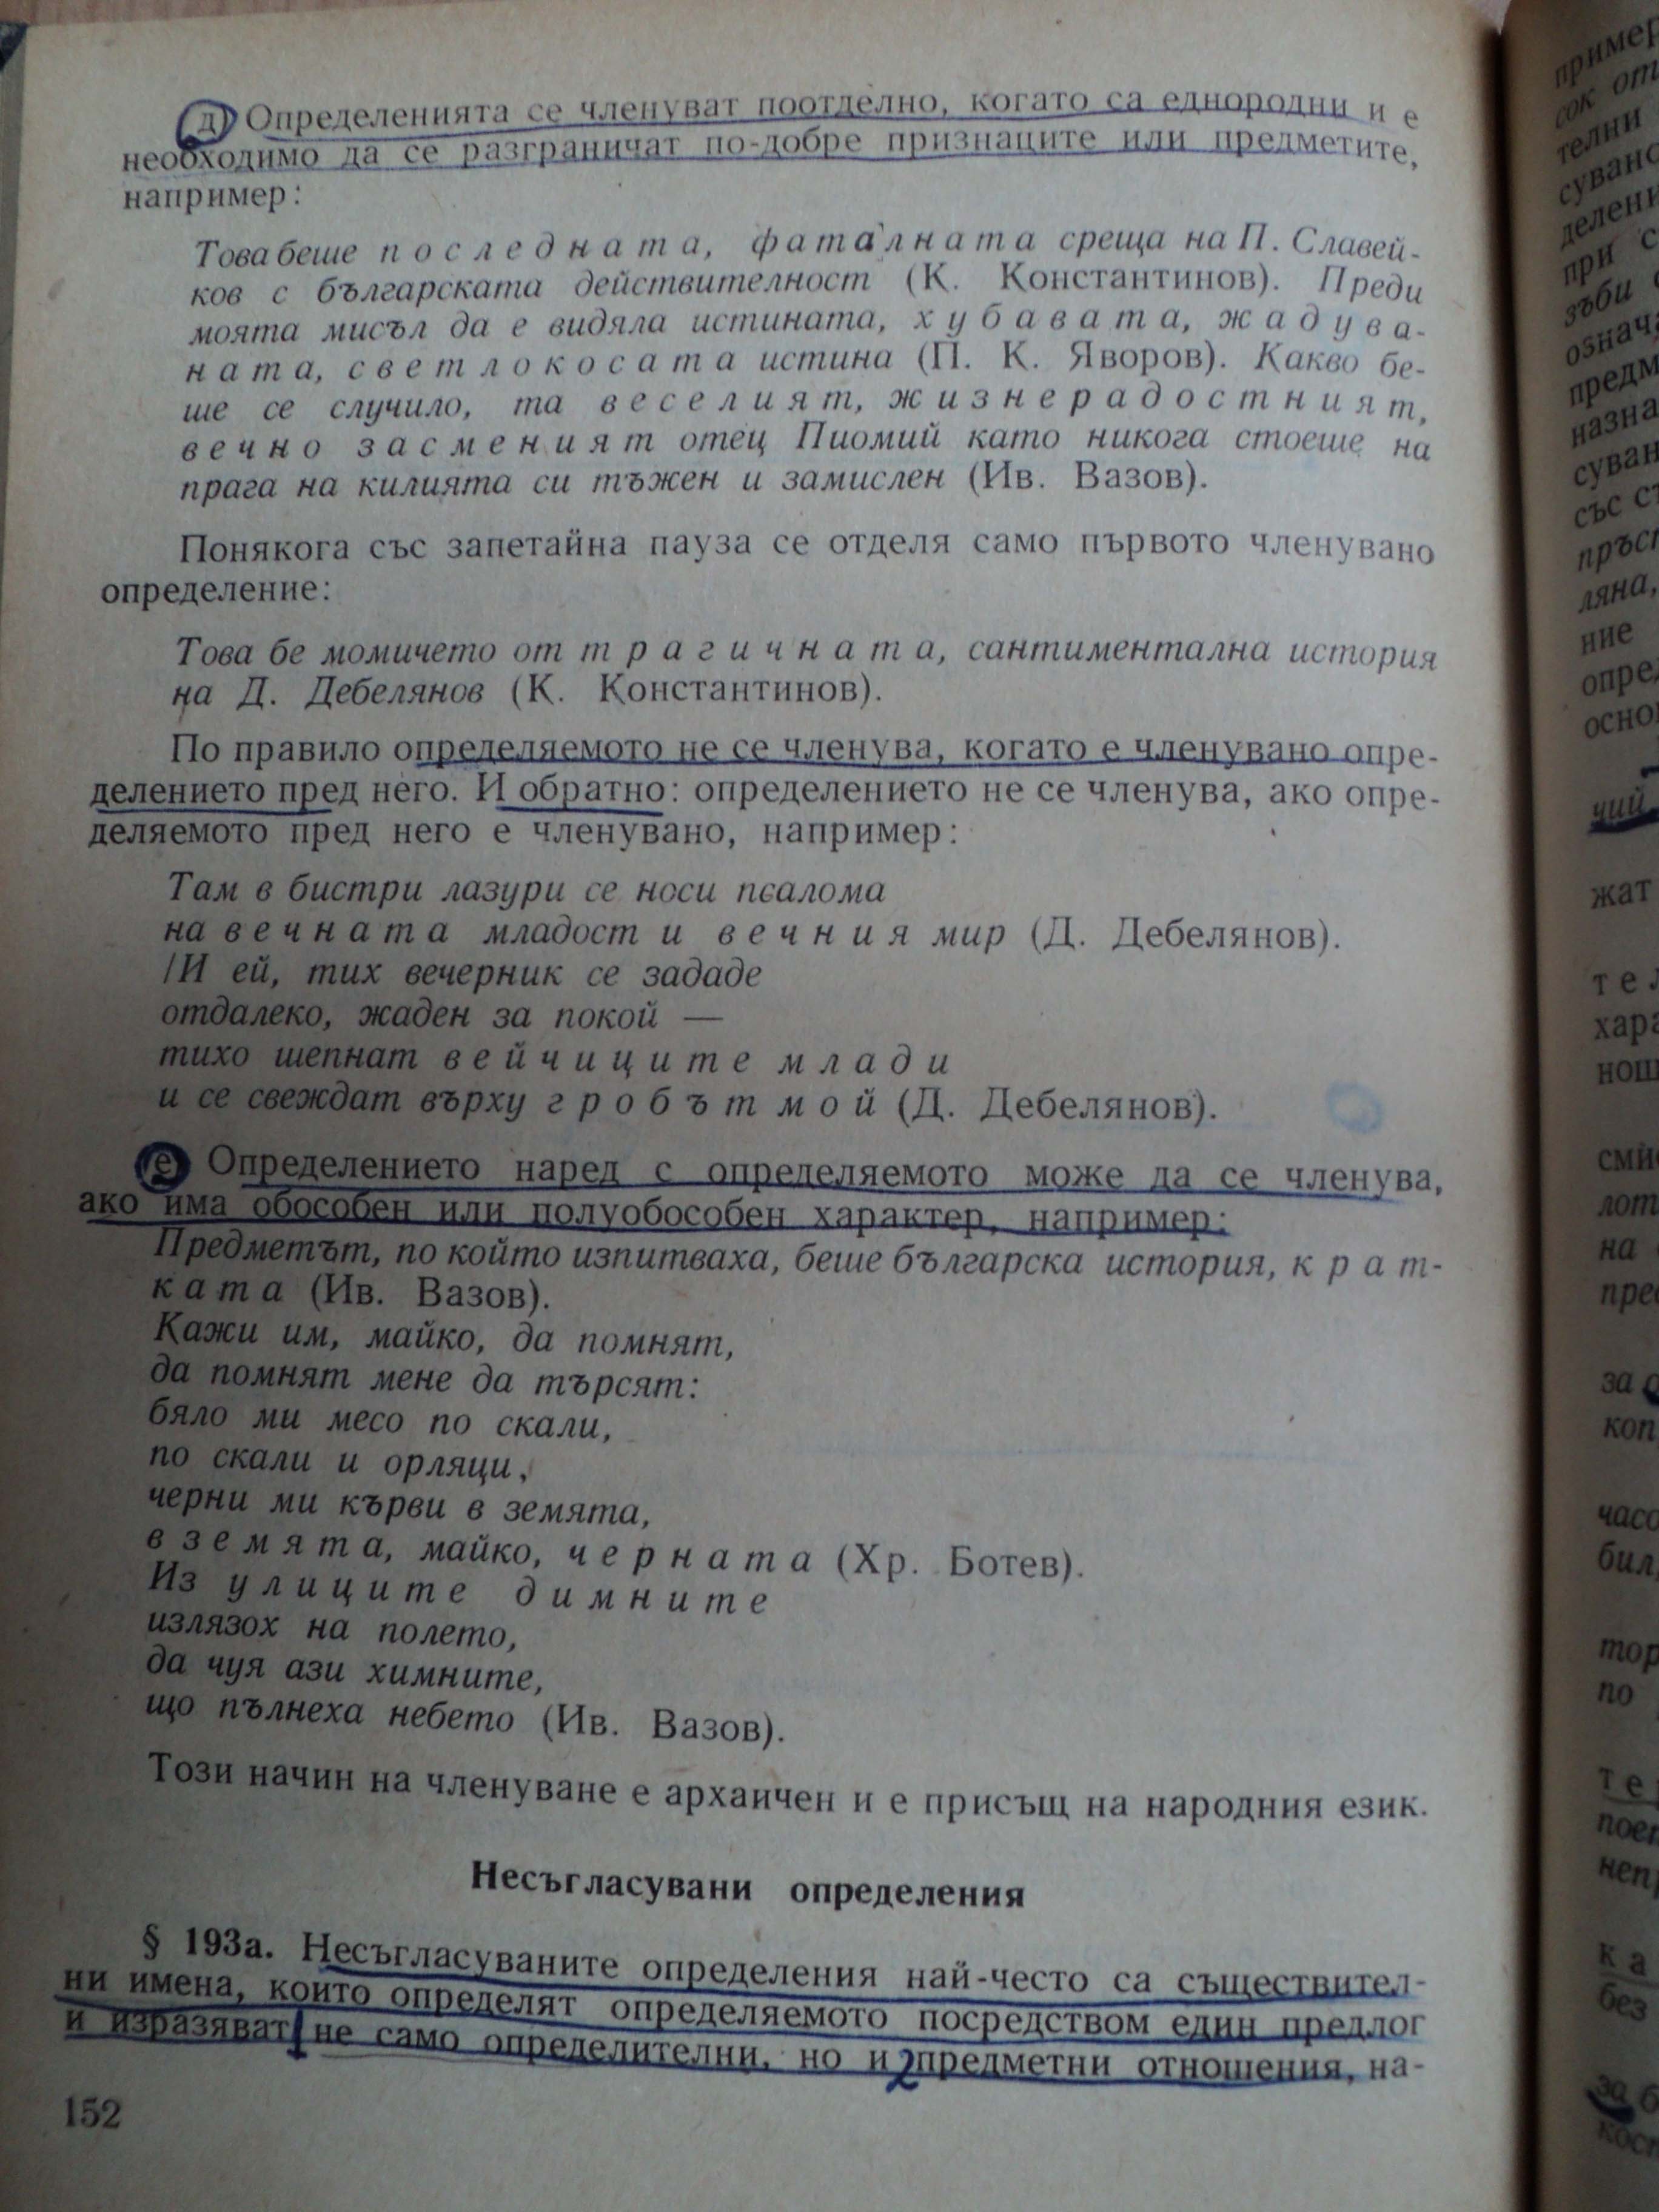 д) Определенията се членуват поотделно, когато са еднородни и е
необходимо да се разграничат по-добре признаците или предметите,
например:
Това беше п о с л е д н а т а, ф а т а л н а т а среща на П. Славей-
ков с българската действителност (К. Константинов). Преди
моята мисъл да е видяла истината, х у б а в а т а, ж а д у в а-
н а т а, с в е т л о к о с а т а истина (П. К. Яворов). Какво бе-
ше се случило, та в е с е л и я т, ж и з н е р а д о с т н и я т,
в е ч н о з а с м е н и я т отец Пиомий като никога стоеше на
прага на килията си тъжен и замислен (Ив. Вазов).
Понякога със запетайна пауза се отделя само първото членувано
определение:
Това бе момичето от т р а г и ч н а т а, сантиментална история
на Д. Дебелянов (К. Константинов).
По правило определяемото не се членува, когато е членувано опре-
делението пред него. И обратно: определението не се членува, ако опре-
деляемото пред него е членувано, например:
Там в бистри лазури се носи псалома
на в е ч н а т а младост и в е ч н и я мир (Д. Дебелянов).
/И ей, тих вечерник се зададе
отдалеко, жаден за покой —
тихо шепнат в е й ч и ц и т е м л а д и
и се свеждат върху г р о б ъ т м о й (Д. Дебелянов).
е) Определението наред с определяемото може да се членува,
ако има обособен или полуобособен характер, например:
Предметът, по който изпитваха, беше българска история, к р а т-
к а т а (Ив. Вазов).
Кажи им, майко, да помнят,
да помнят мене да търсят:
бяло ми месо по скали,
по скали и орляци,
черни ми кърви в земята,
в з е м я т а, майко, ч е р н а т а (Хр. Ботев).
Из у л и ц и т е д и м н и т е
излязох на полето,
да чуя ази химните,
що пълнеха небето (Ив. Вазов).
Този начин на членуване е архаичен и е присъщ на народния език.
Несъгласувани определения
§ 193а. Несъгласуваните определения най-често са съществител-
ни имена, които определят определяемото посредством един предлог
и изразяват 1 не само определителни, но и 2 предметни отношения, на-
152